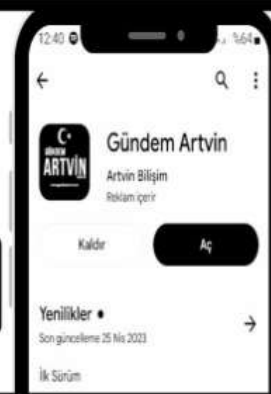 12:40 %64
GÜNDEM
ARTVİN
Gündem Artvin
Artvin Bilişim
Reklam içerir
Kaldır Aç
Yenilikler •
Son güncelleme 25 Nis 2023
İlk Sürüm